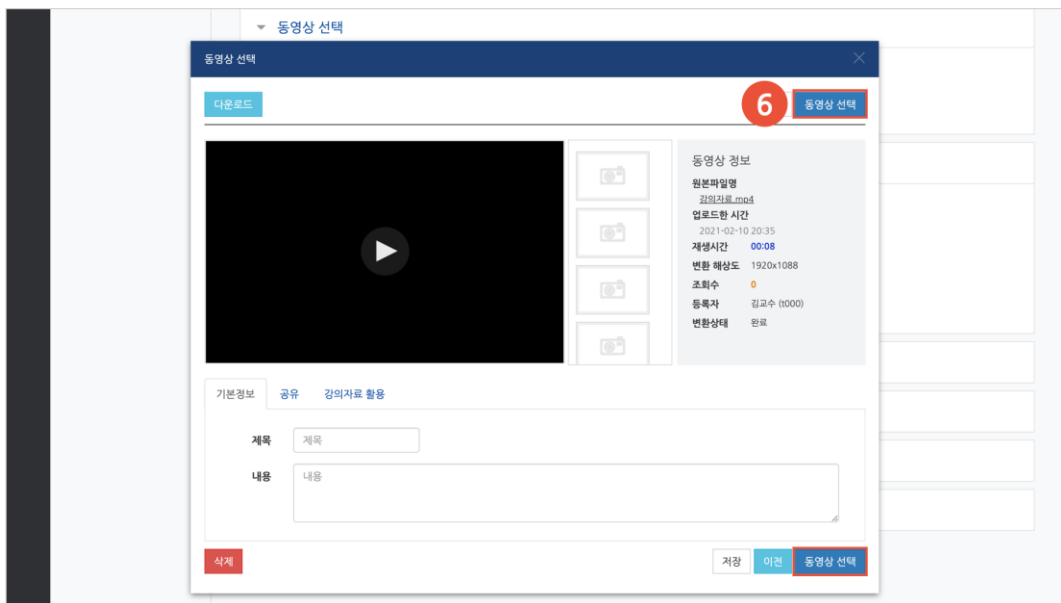 동영상 선택
동영상 선택
다운로드
6
동영상 선택
동영상 정보
원본파일명
강의자료.mp4
업로드한 시간
2021-02-10 20:35
재생시간 00:08
변환 해상도 1920x1088
조회수 0
등록자 김교수 (t000)
변환상태 완료
기본정보 공유 강의자료 활용
제목 제목
내용 내용
삭제 저장 이전 동영상 선택